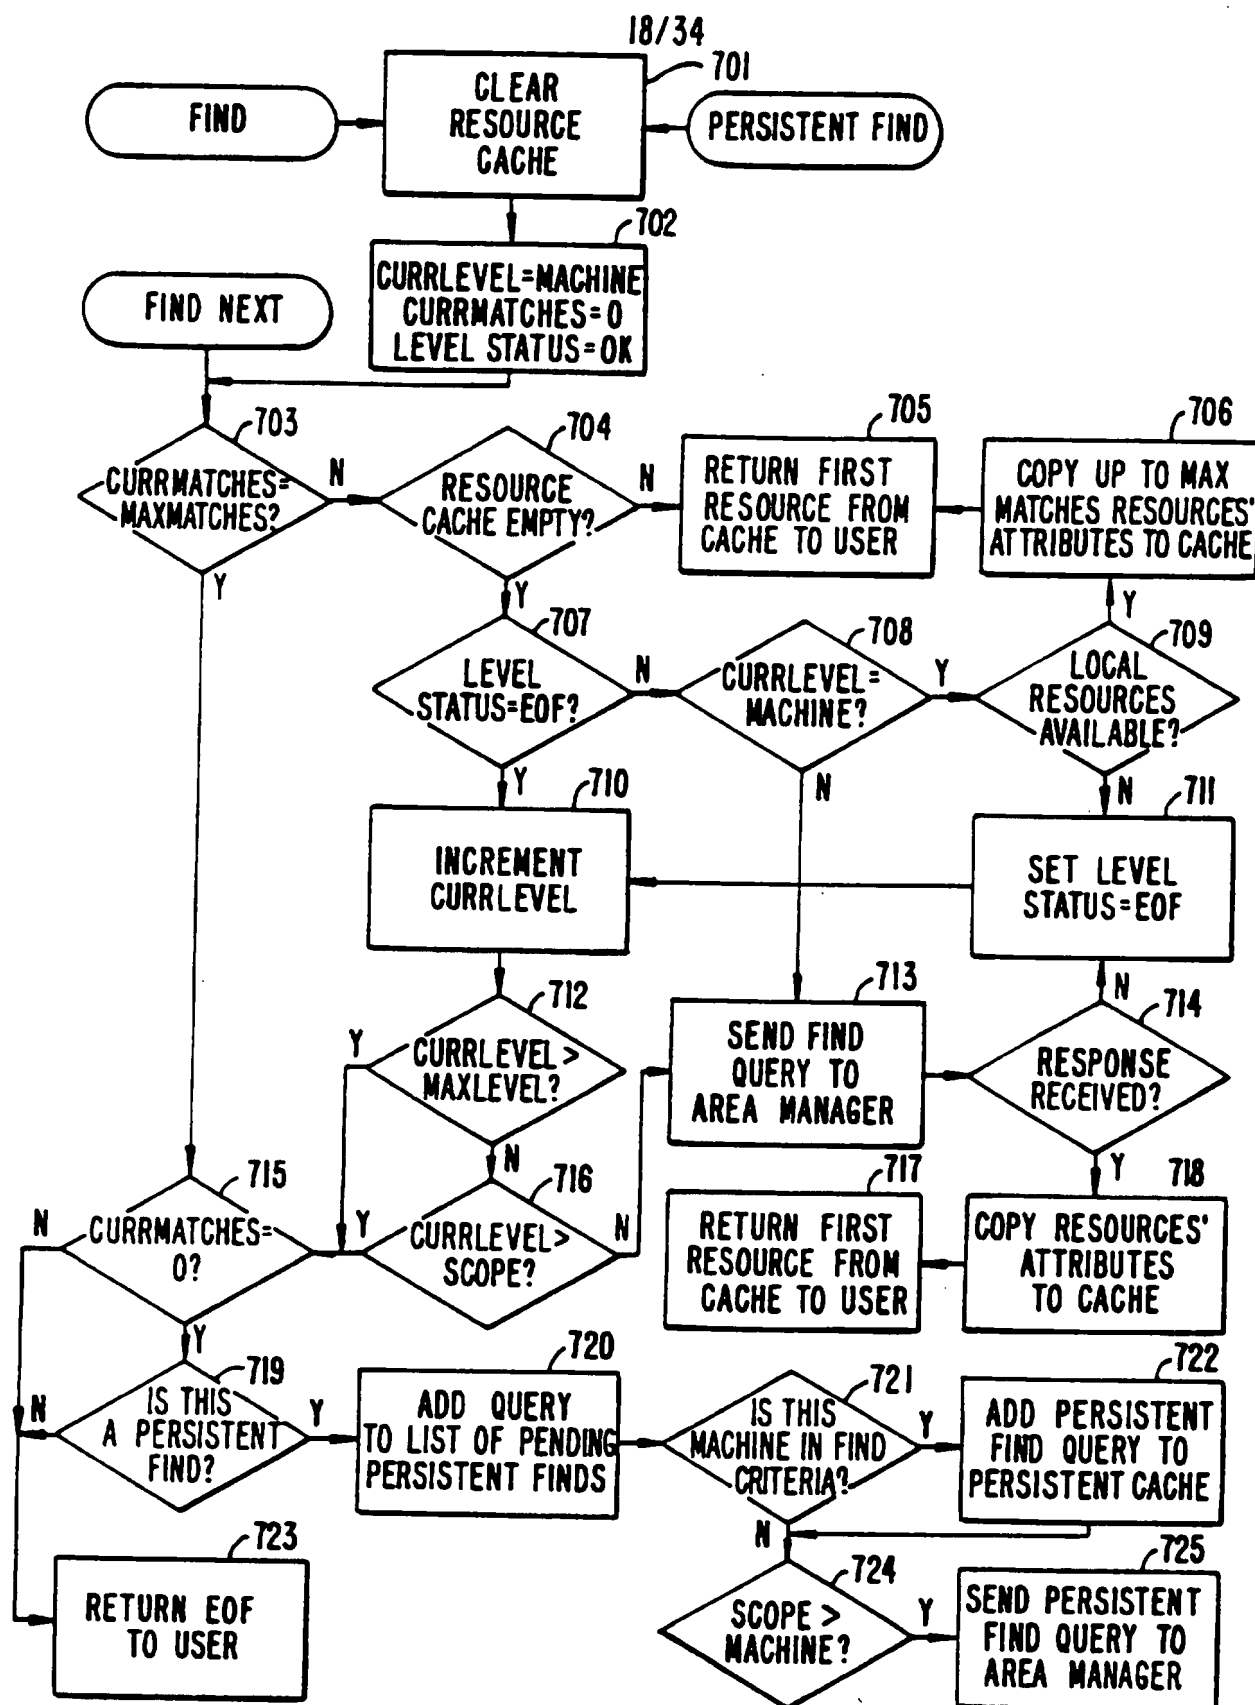 18/34
701
CLEAR
RESOURCE
CACHE
FIND
PERSISTENT FIND
702
CURRLEVEL=MACHINE
CURRMATCHES=0
LEVEL STATUS=OK
FIND NEXT
703
CURRMATCHES=
MAXMATCHES?
N
Y
704
RESOURCE
CACHE EMPTY?
N
Y
705
RETURN FIRST
RESOURCE FROM
CACHE TO USER
706
COPY UP TO MAX
MATCHES RESOURCES'
ATTRIBUTES TO CACHE
Y
707
LEVEL
STATUS=EOF?
N
Y
708
CURRLEVEL=
MACHINE?
Y
N
709
LOCAL
RESOURCES
AVAILABLE?
N
710
INCREMENT
CURRLEVEL
711
SET LEVEL
STATUS=EOF
N
712
CURRLEVEL>
MAXLEVEL?
Y
N
713
SEND FIND
QUERY TO
AREA MANAGER
714
RESPONSE
RECEIVED?
Y
715
CURRMATCHES=
0?
N
Y
716
CURRLEVEL>
SCOPE?
Y
N
717
RETURN FIRST
RESOURCE FROM
CACHE TO USER
718
COPY RESOURCES'
ATTRIBUTES
TO CACHE
719
IS THIS
A PERSISTENT
FIND?
N
Y
720
ADD QUERY
TO LIST OF PENDING
PERSISTENT FINDS
721
IS THIS
MACHINE IN FIND
CRITERIA?
Y
N
722
ADD PERSISTENT
FIND QUERY TO
PERSISTENT CACHE
723
RETURN EOF
TO USER
724
SCOPE >
MACHINE?
Y
725
SEND PERSISTENT
FIND QUERY TO
AREA MANAGER